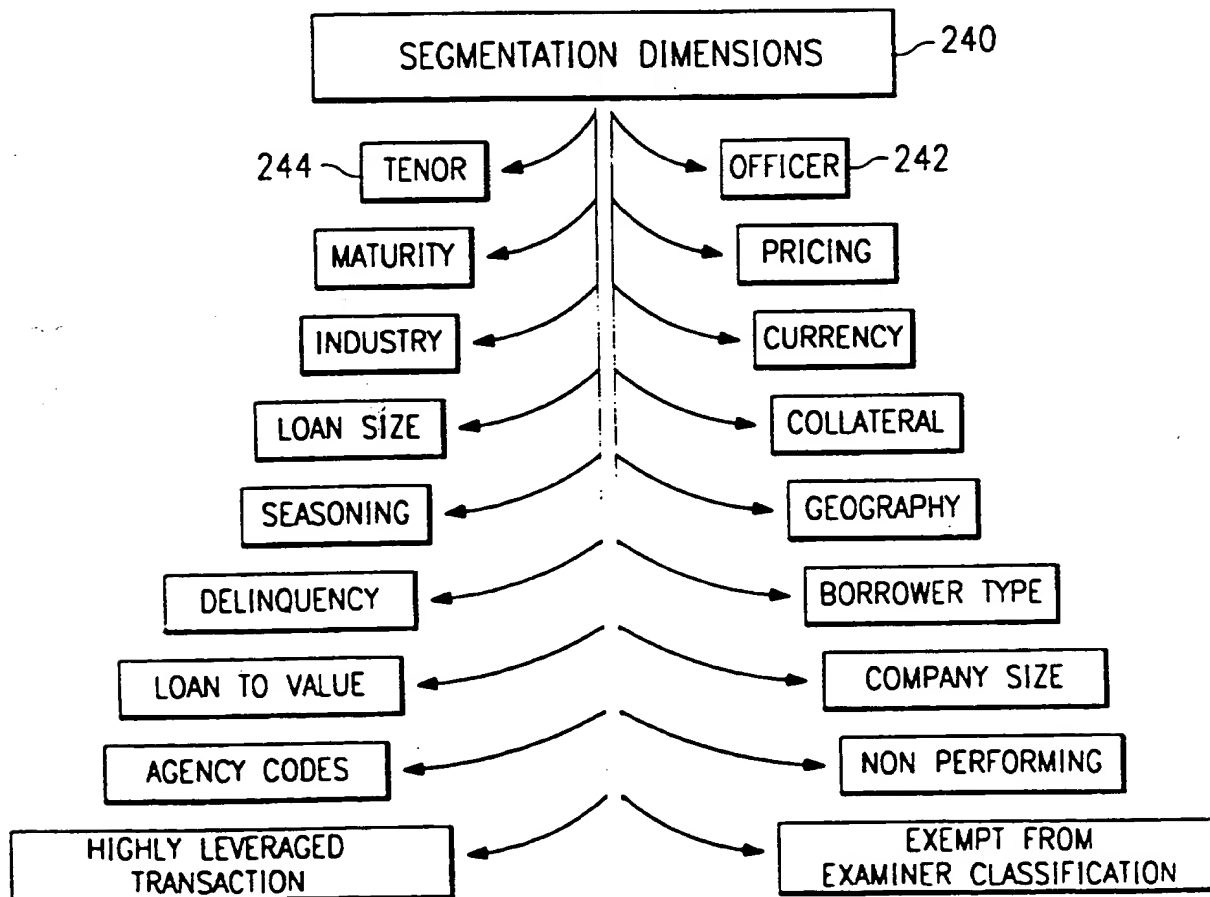 SEGMENTATION DIMENSIONS 240
244 TENOR OFFICER 242
MATURITY PRICING
INDUSTRY CURRENCY
LOAN SIZE COLLATERAL
SEASONING GEOGRAPHY
DELINQUENCY BORROWER TYPE
LOAN TO VALUE COMPANY SIZE
AGENCY CODES NON PERFORMING
HIGHLY LEVERAGED
TRANSACTION
EXEMPT FROM
EXAMINER CLASSIFICATION